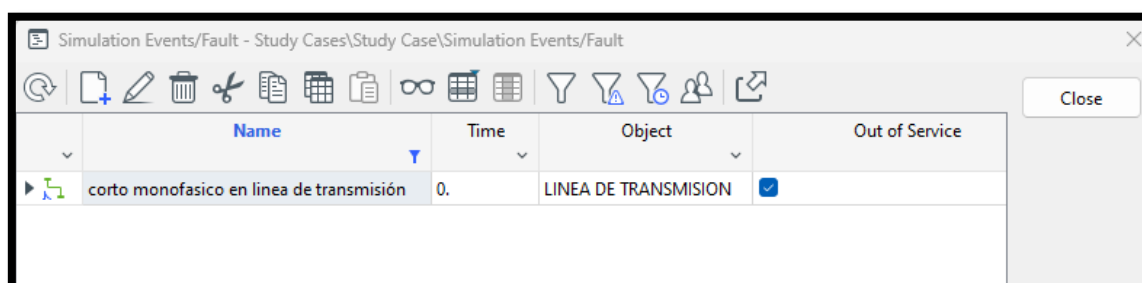 Simulation Events/Fault - Study Cases\Study Case\Simulation Events/Fault
Close
Name Time Object Out of Service
corto monofasico en linea de transmisión 0. LINEA DE TRANSMISION